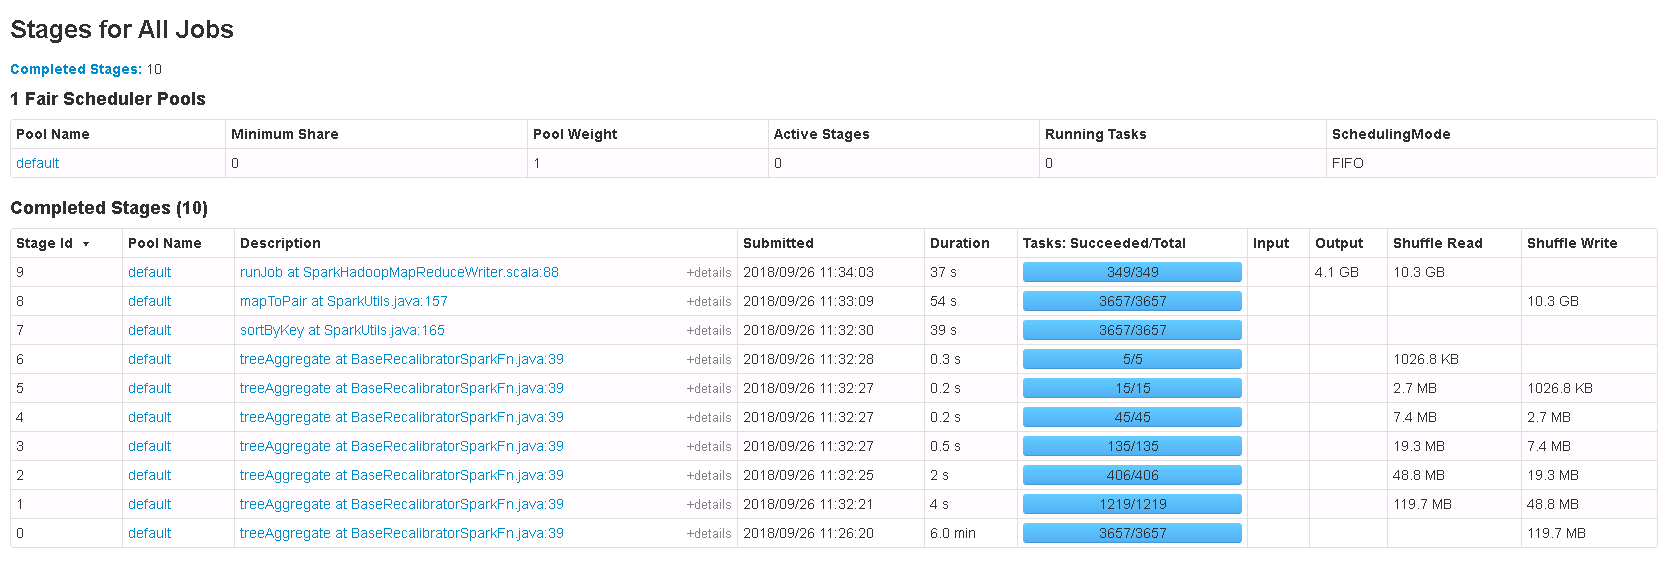 Stages for All Jobs
Completed Stages: 10
1 Fair Scheduler Pools
Pool Name Minimum Share Pool Weight Active Stages Running Tasks SchedulingMode
default 0 1 0 0 FIFO
Completed Stages (10)
Stage Id ▾ Pool Name Description Submitted Duration Tasks: Succeeded/Total Input Output Shuffle Read Shuffle Write
9 default runJob at SparkHadoopMapReduceWriter.scala:88 +details 2018/09/26 11:34:03 37 s 349/349 4.1 GB 10.3 GB
8 default mapToPair at SparkUtils.java:157 +details 2018/09/26 11:33:09 54 s 3657/3657 10.3 GB
7 default sortByKey at SparkUtils.java:165 +details 2018/09/26 11:32:30 39 s 3657/3657
6 default treeAggregate at BaseRecalibratorSparkFn.java:39 +details 2018/09/26 11:32:28 0.3 s 5/5 1026.8 KB
5 default treeAggregate at BaseRecalibratorSparkFn.java:39 +details 2018/09/26 11:32:27 0.2 s 15/15 2.7 MB 1026.8 KB
4 default treeAggregate at BaseRecalibratorSparkFn.java:39 +details 2018/09/26 11:32:27 0.2 s 45/45 7.4 MB 2.7 MB
3 default treeAggregate at BaseRecalibratorSparkFn.java:39 +details 2018/09/26 11:32:27 0.5 s 135/135 19.3 MB 7.4 MB
2 default treeAggregate at BaseRecalibratorSparkFn.java:39 +details 2018/09/26 11:32:25 2 s 406/406 48.8 MB 19.3 MB
1 default treeAggregate at BaseRecalibratorSparkFn.java:39 +details 2018/09/26 11:32:21 4 s 1219/1219 119.7 MB 48.8 MB
0 default treeAggregate at BaseRecalibratorSparkFn.java:39 +details 2018/09/26 11:26:20 6.0 min 3657/3657 119.7 MB